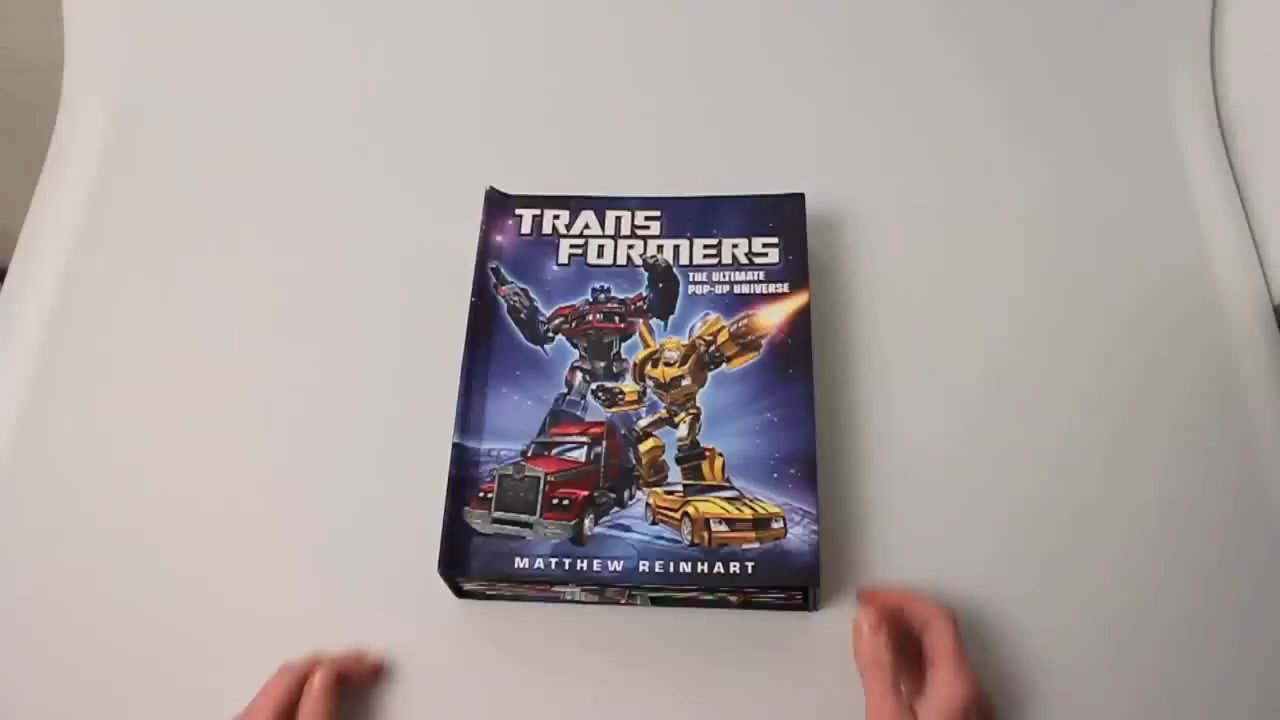 TRANS
FORMERS
THE ULTIMATE
POP-UP UNIVERSE
MATTHEW REINHART